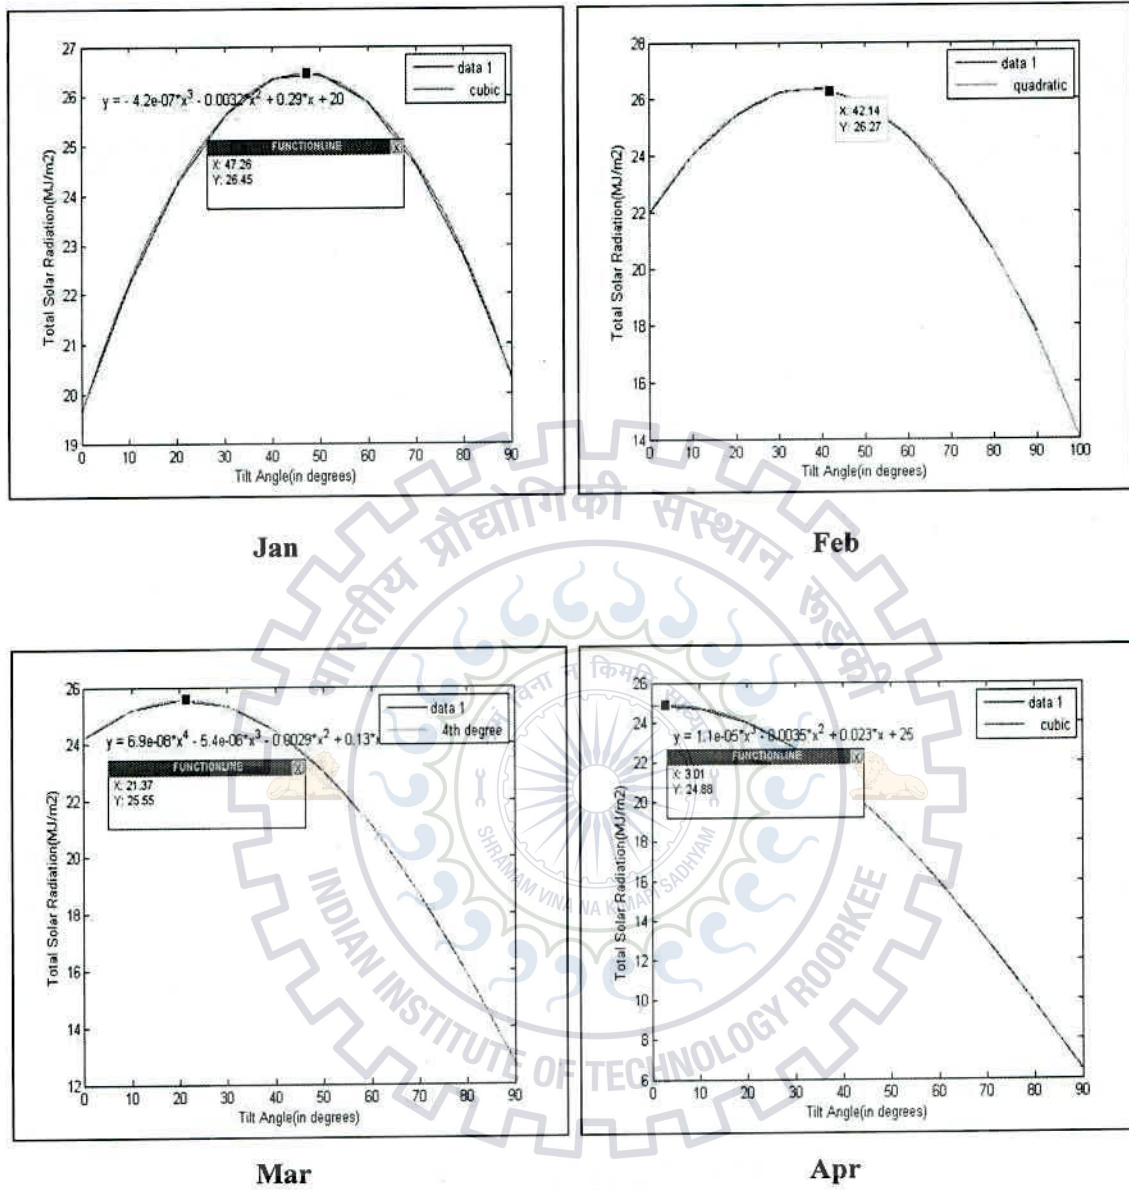 27
26
25
24
23
22
21
20
19
Total Solar Radiation(MJ/m2)
data 1
cubic
y = - 4.2e-07*x^3 - 0.0032*x^2 + 0.29*x + 20
FUNCTIONLINE X
X: 47.26
Y: 26.45
0 10 20 30 40 50 60 70 80 90
Tilt Angle(in degrees)
Jan
28
26
24
22
20
18
16
14
Total Solar Radiation(MJ/m2)
data 1
quadratic
X: 42.14
Y: 26.27
0 10 20 30 40 50 60 70 80 90 100
Tilt Angle(in degrees)
Feb
26
24
22
20
18
16
14
12
Total Solar Radiation(MJ/m2)
data 1
4th degree
y = 6.9e-08*x^4 - 5.4e-06*x^3 - 0.0029*x^2 + 0.13*x
FUNCTIONLINE X
X: 21.37
Y: 25.55
0 10 20 30 40 50 60 70 80 90
Tilt Angle(in degrees)
Mar
26
24
22
20
18
16
14
12
10
8
6
Total Solar Radiation(MJ/m2)
data 1
cubic
y = 1.1e-05*x^3 - 0.0035*x^2 + 0.023*x + 25
FUNCTIONLINE X
X: 3.01
Y: 24.88
0 10 20 30 40 50 60 70 80 90
Tilt Angle(in degrees)
Apr
भारतीय प्रौद्योगिकी संस्थान रुड़की
INDIAN INSTITUTE OF TECHNOLOGY ROORKEE
SHRAMAM VINA NA KIMAPI SADHYAM